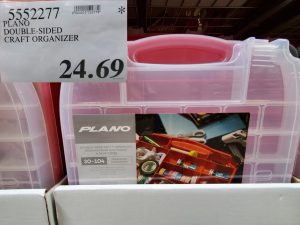 5552277 *
PLANO
DOUBLE-SIDED
CRAFT ORGANIZER
24.69
PLANO
30-104